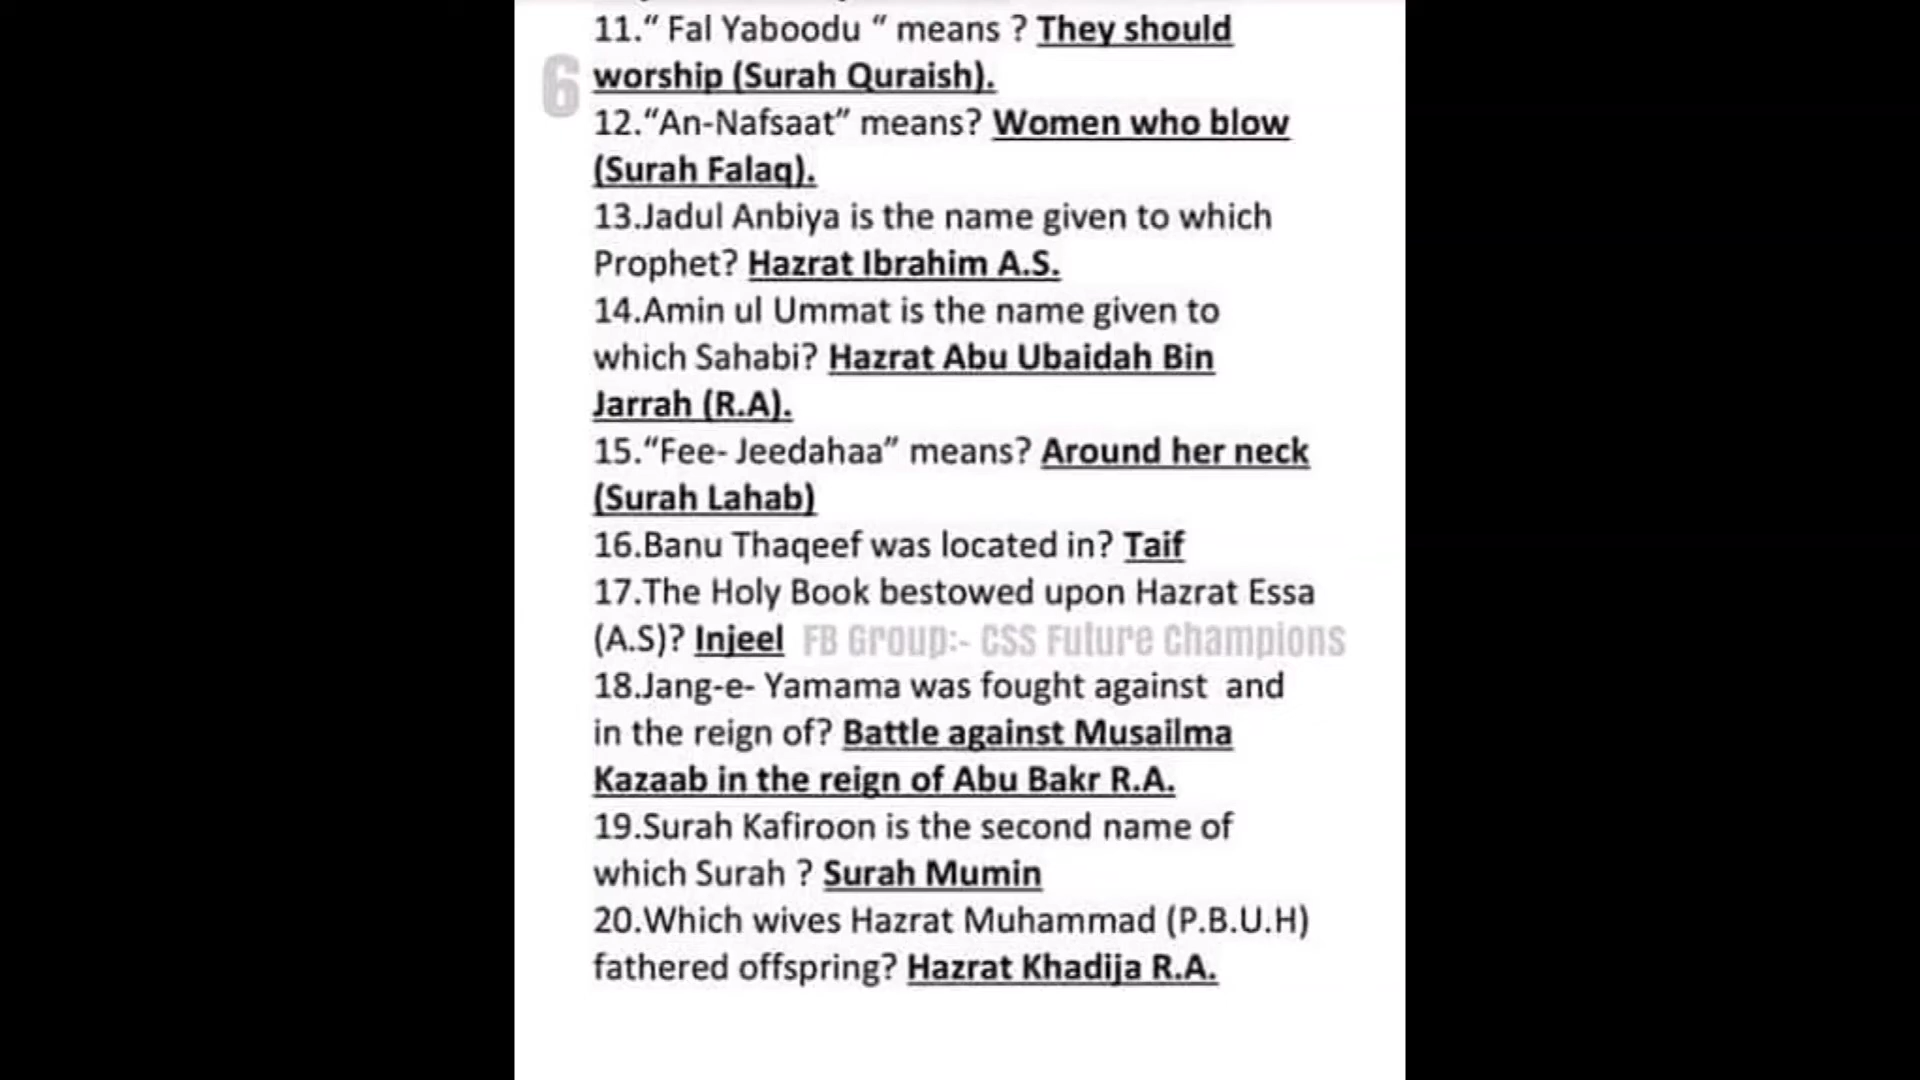 11.“ Fal Yaboodu “ means ? They should
6
worship (Surah Quraish).
12.“An-Nafsaat” means? Women who blow
(Surah Falaq).
13.Jadul Anbiya is the name given to which
Prophet? Hazrat Ibrahim A.S.
14.Amin ul Ummat is the name given to
which Sahabi? Hazrat Abu Ubaidah Bin
Jarrah (R.A).
15.“Fee- Jeedahaa” means? Around her neck
(Surah Lahab)
16.Banu Thaqeef was located in? Taif
17.The Holy Book bestowed upon Hazrat Essa
(A.S)? Injeel FB Group:- CSS Future Champions
18.Jang-e- Yamama was fought against  and
in the reign of? Battle against Musailma
Kazaab in the reign of Abu Bakr R.A.
19.Surah Kafiroon is the second name of
which Surah ? Surah Mumin
20.Which wives Hazrat Muhammad (P.B.U.H)
fathered offspring? Hazrat Khadija R.A.